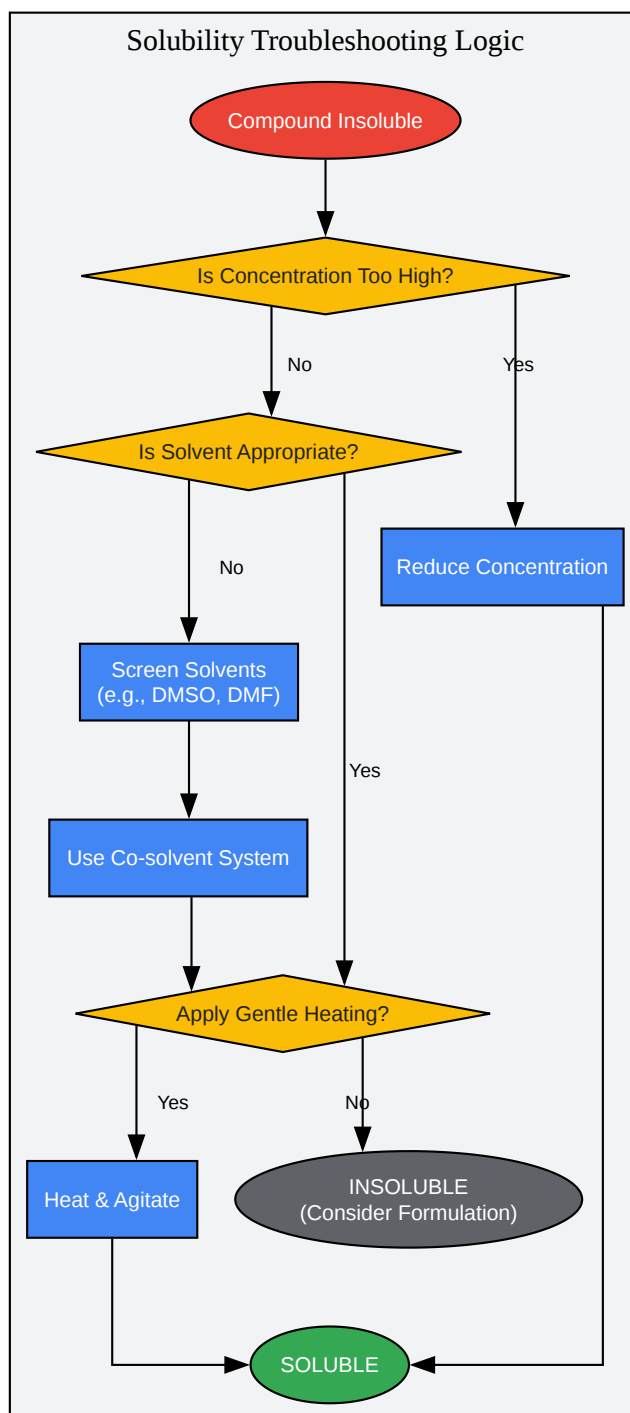 Solubility Troubleshooting Logic
Compound Insoluble
Is Concentration Too High?
No
Yes
Is Solvent Appropriate?
No
Reduce Concentration
Screen Solvents
(e.g., DMSO, DMF)
Yes
Use Co-solvent System
Apply Gentle Heating?
Yes
No
Heat & Agitate
INSOLUBLE
(Consider Formulation)
SOLUBLE